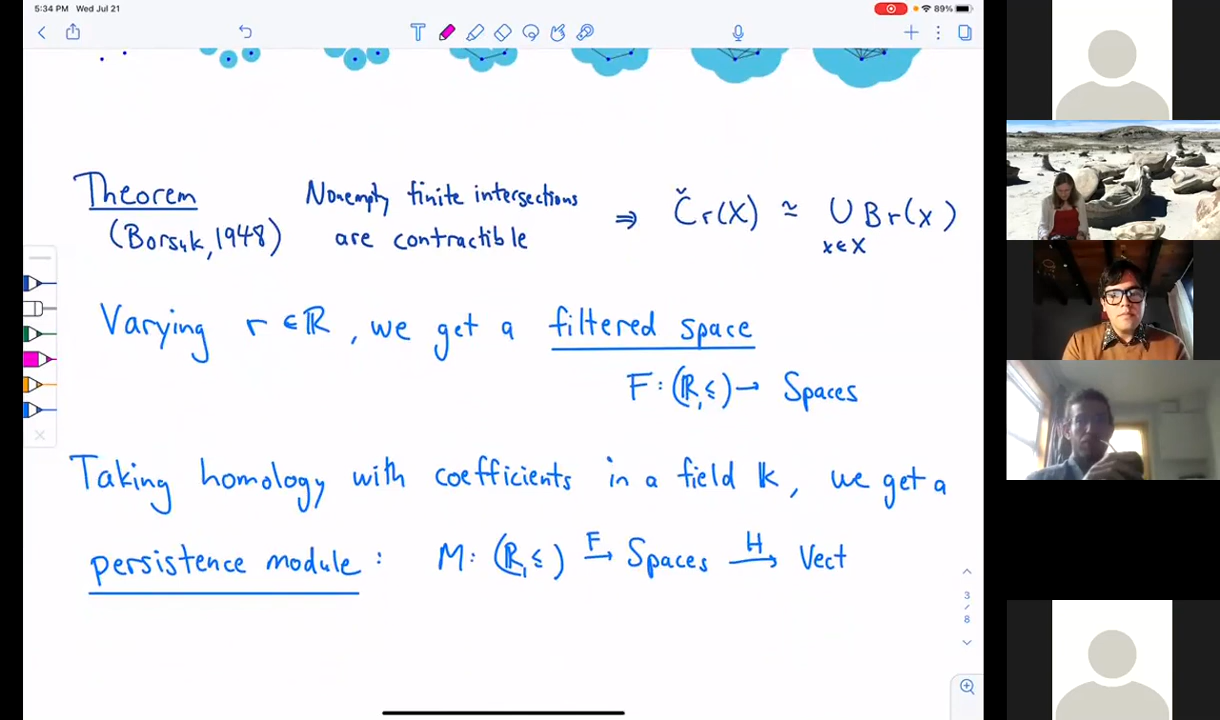 5:34 PM Wed Jul 21
89%
Theorem
(Borsuk, 1948)
Nonempty finite intersections
are contractible
⇒ Čr(X) ≃ ∪ Br(x)
x∈X
Varying r ∈ ℝ, we get a filtered space
F: (ℝ, ≤) → Spaces
Taking homology with coefficients in a field 𝕜, we get a
persistence module: M: (ℝ, ≤) F→ Spaces H→ Vect
3
/
8